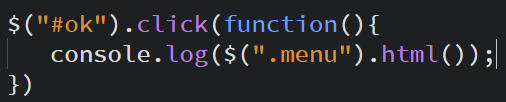 $("#ok").click(function(){
    console.log($(".menu").html());
})